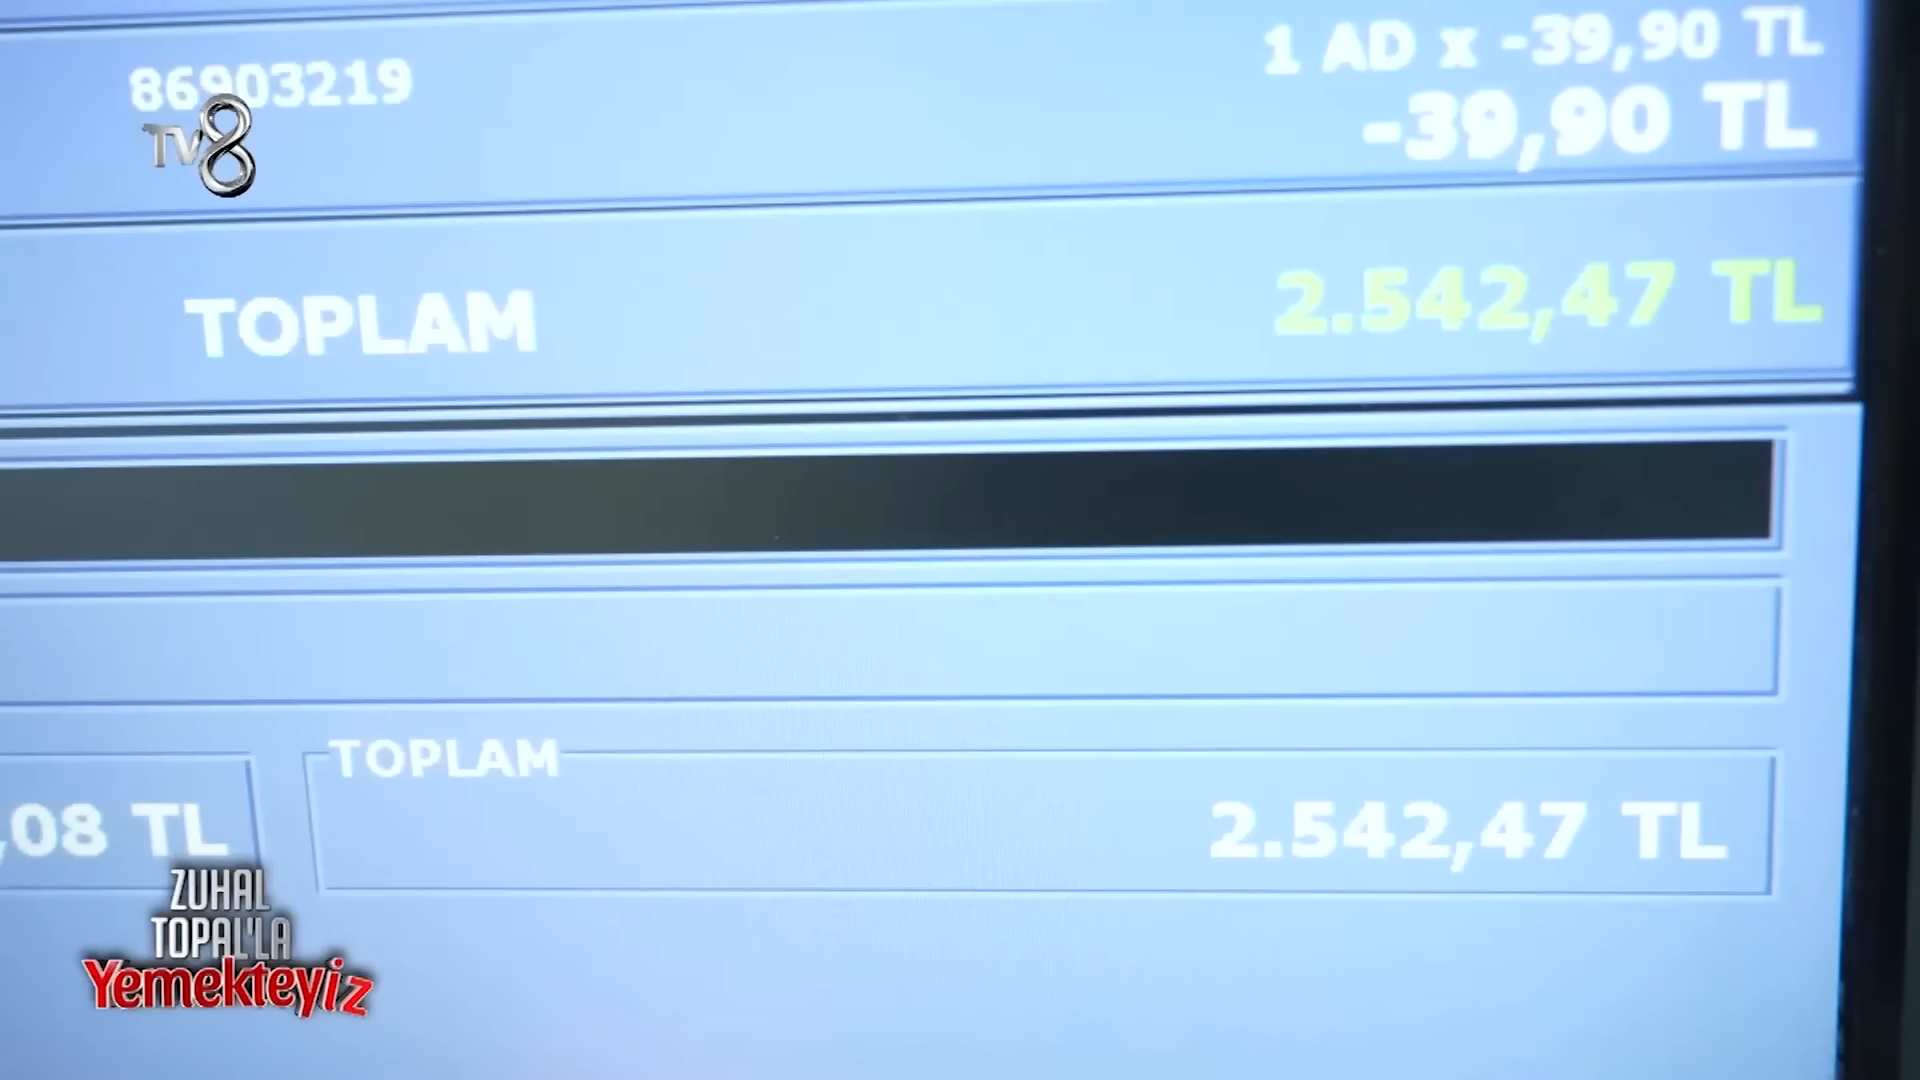 1 AD x -39,90 TL
86903219
-39,90 TL
TV8
TOPLAM 2.542,47 TL
TOPLAM
,08 TL 2.542,47 TL
ZUHAL
TOPAL'LA
Yemekteyiz